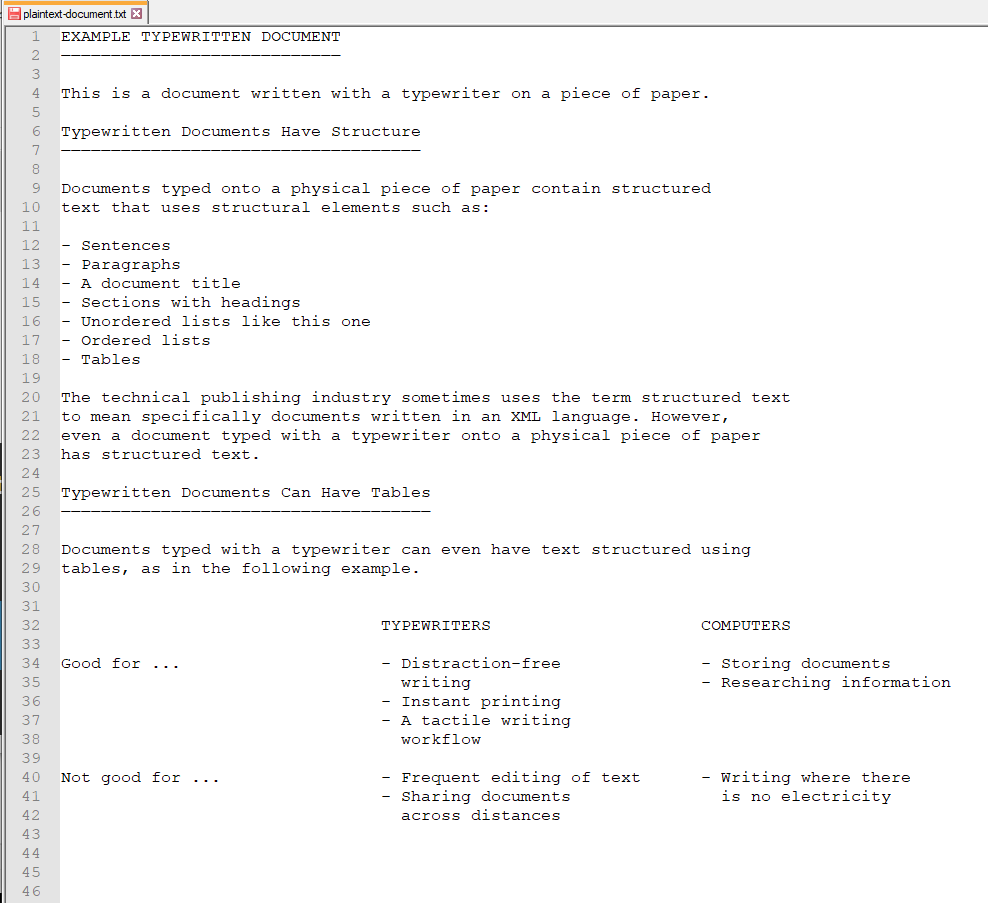 plaintext-document.txt
1 EXAMPLE TYPEWRITTEN DOCUMENT
2 ----------------------------
3
4 This is a document written with a typewriter on a piece of paper.
5
6 Typewritten Documents Have Structure
7 ------------------------------------
8
9 Documents typed onto a physical piece of paper contain structured
10 text that uses structural elements such as:
11
12 - Sentences
13 - Paragraphs
14 - A document title
15 - Sections with headings
16 - Unordered lists like this one
17 - Ordered lists
18 - Tables
19
20 The technical publishing industry sometimes uses the term structured text
21 to mean specifically documents written in an XML language. However,
22 even a document typed with a typewriter onto a physical piece of paper
23 has structured text.
24
25 Typewritten Documents Can Have Tables
26 -------------------------------------
27
28 Documents typed with a typewriter can even have text structured using
29 tables, as in the following example.
30
31
32                                 TYPEWRITERS                     COMPUTERS
33
34 Good for ...                    - Distraction-free              - Storing documents
35                                   writing                       - Researching information
36                                 - Instant printing
37                                 - A tactile writing
38                                   workflow
39
40 Not good for ...                - Frequent editing of text      - Writing where there
41                                 - Sharing documents               is no electricity
42                                   across distances
43
44
45
46